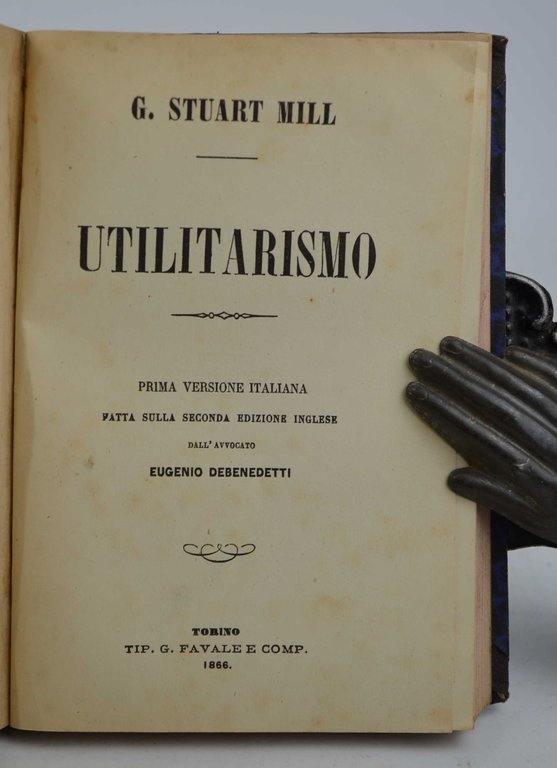 G. STUART MILL
UTILITARISMO
PRIMA VERSIONE ITALIANA
FATTA SULLA SECONDA EDIZIONE INGLESE
DALL' AVVOCATO
EUGENIO DEBENEDETTI
TORINO
TIP. G. FAVALE E COMP.
1866.